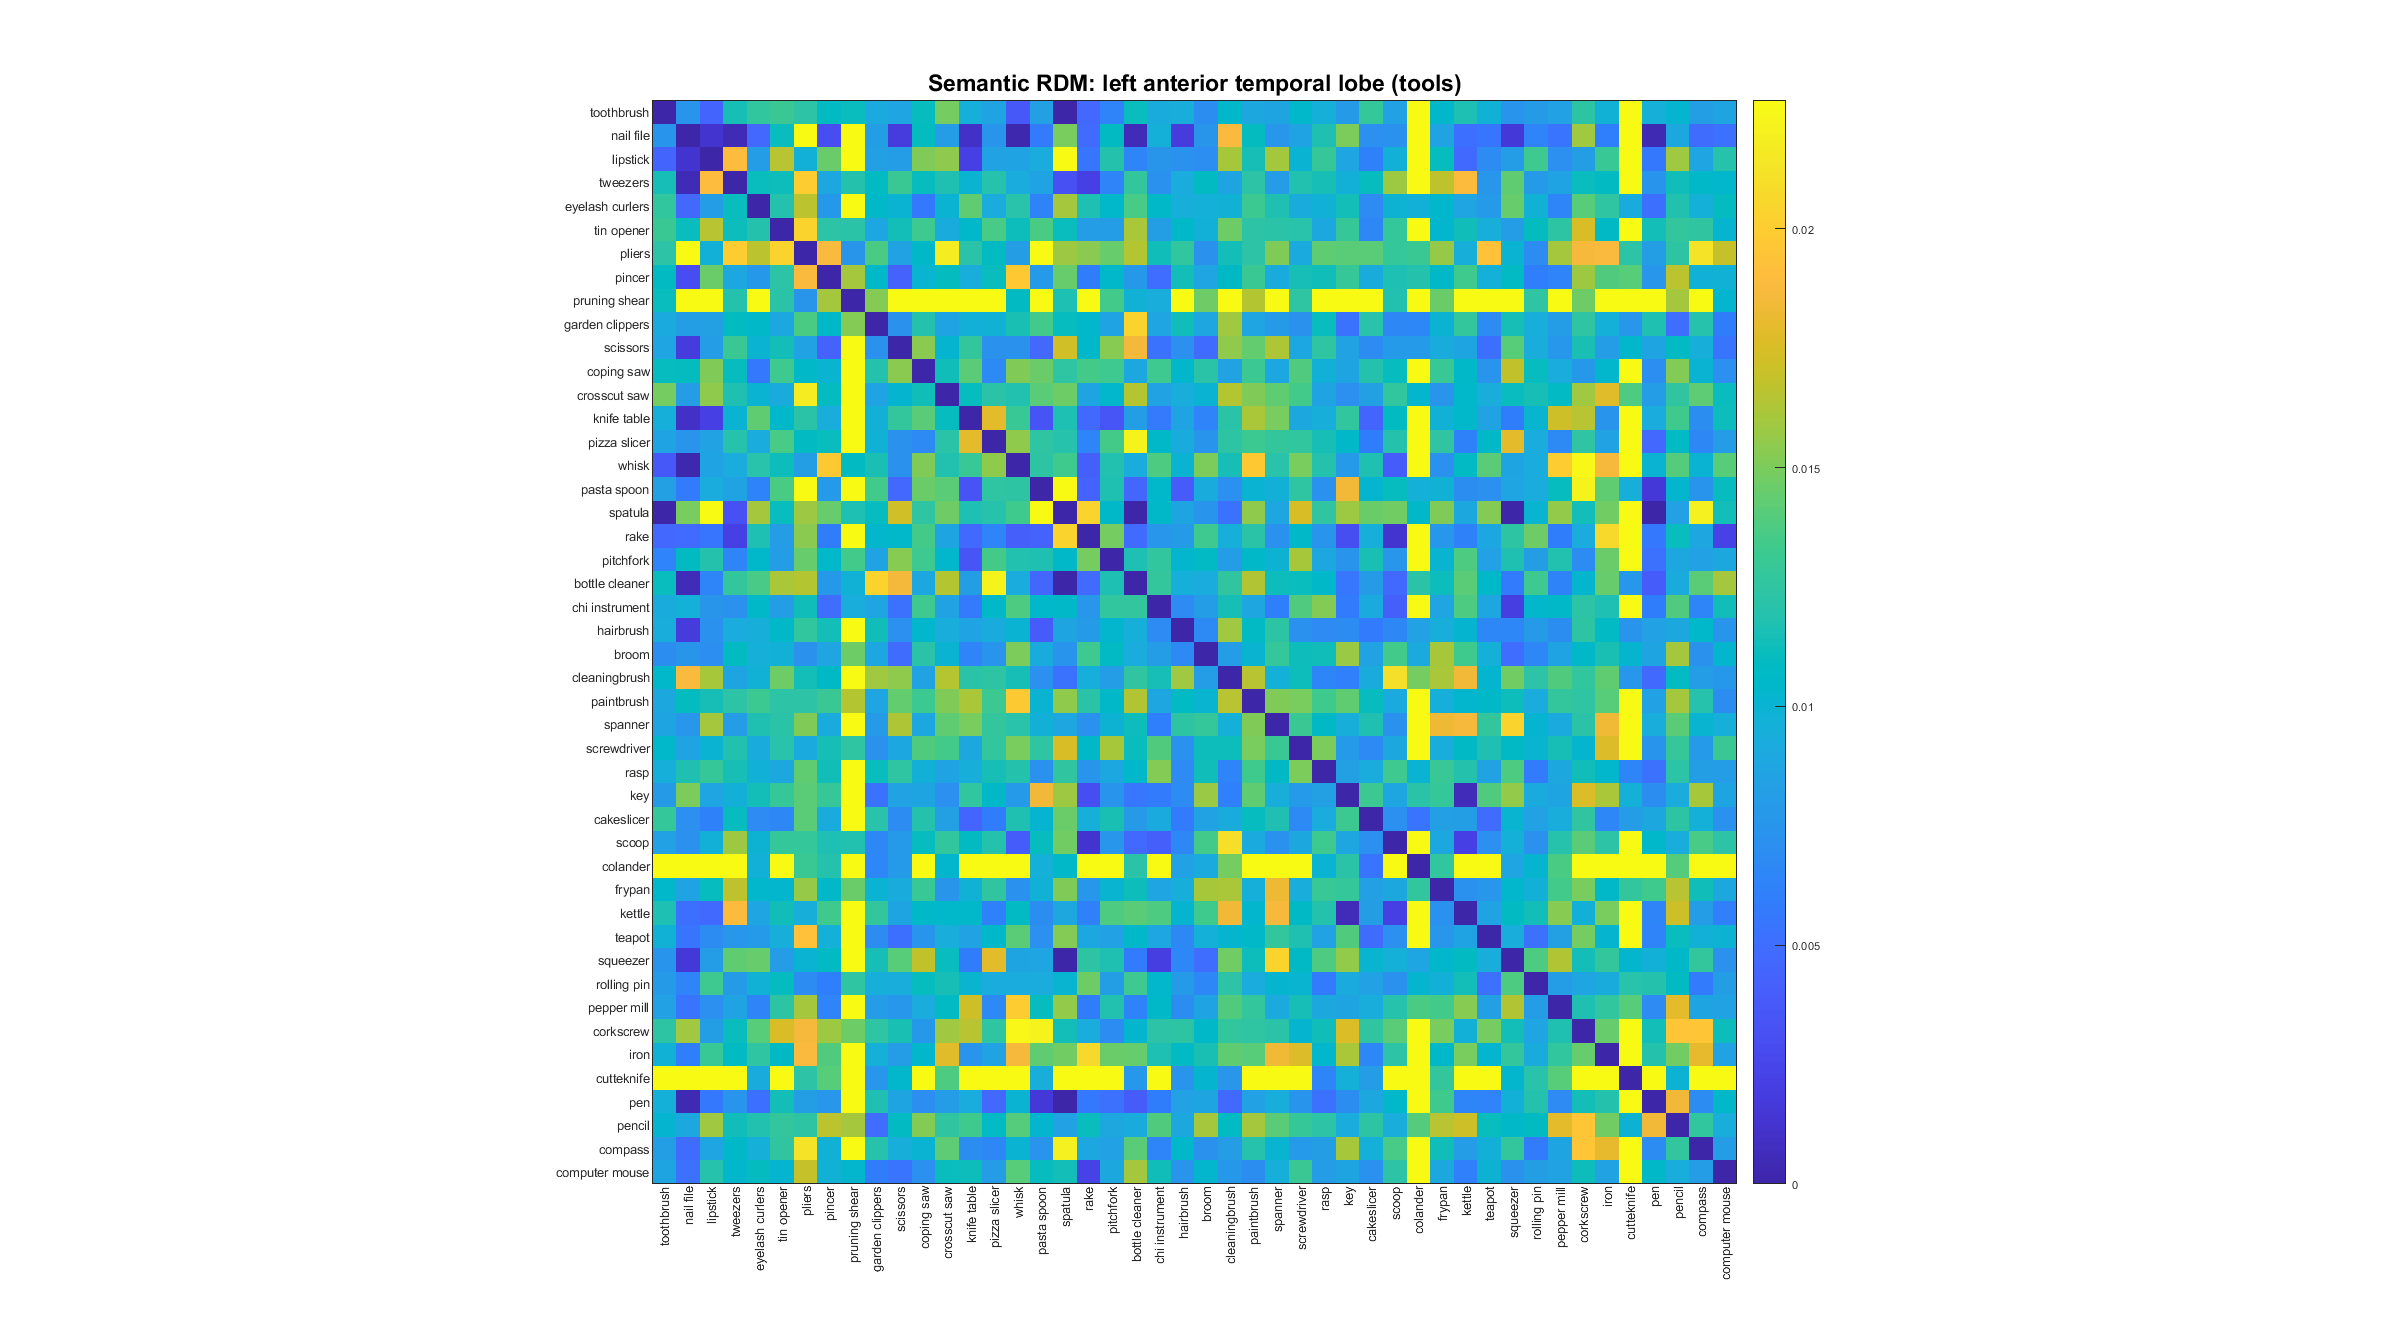 Semantic RDM: left anterior temporal lobe (tools)
toothbrush
nail file
lipstick
tweezers
eyelash curlers
tin opener
pliers
pincer
pruning shear
garden clippers
scissors
coping saw
crosscut saw
knife table
pizza slicer
whisk
pasta spoon
spatula
rake
pitchfork
bottle cleaner
chi instrument
hairbrush
broom
cleaningbrush
paintbrush
spanner
screwdriver
rasp
key
cakeslicer
scoop
colander
frypan
kettle
teapot
squeezer
rolling pin
pepper mill
corkscrew
iron
cutteknife
pen
pencil
compass
computer mouse
toothbrush
nail file
lipstick
tweezers
eyelash curlers
tin opener
pliers
pincer
pruning shear
garden clippers
scissors
coping saw
crosscut saw
knife table
pizza slicer
whisk
pasta spoon
spatula
rake
pitchfork
bottle cleaner
chi instrument
hairbrush
broom
cleaningbrush
paintbrush
spanner
screwdriver
rasp
key
cakeslicer
scoop
colander
frypan
kettle
teapot
squeezer
rolling pin
pepper mill
corkscrew
iron
cutteknife
pen
pencil
compass
computer mouse
0.02
0.015
0.01
0.005
0